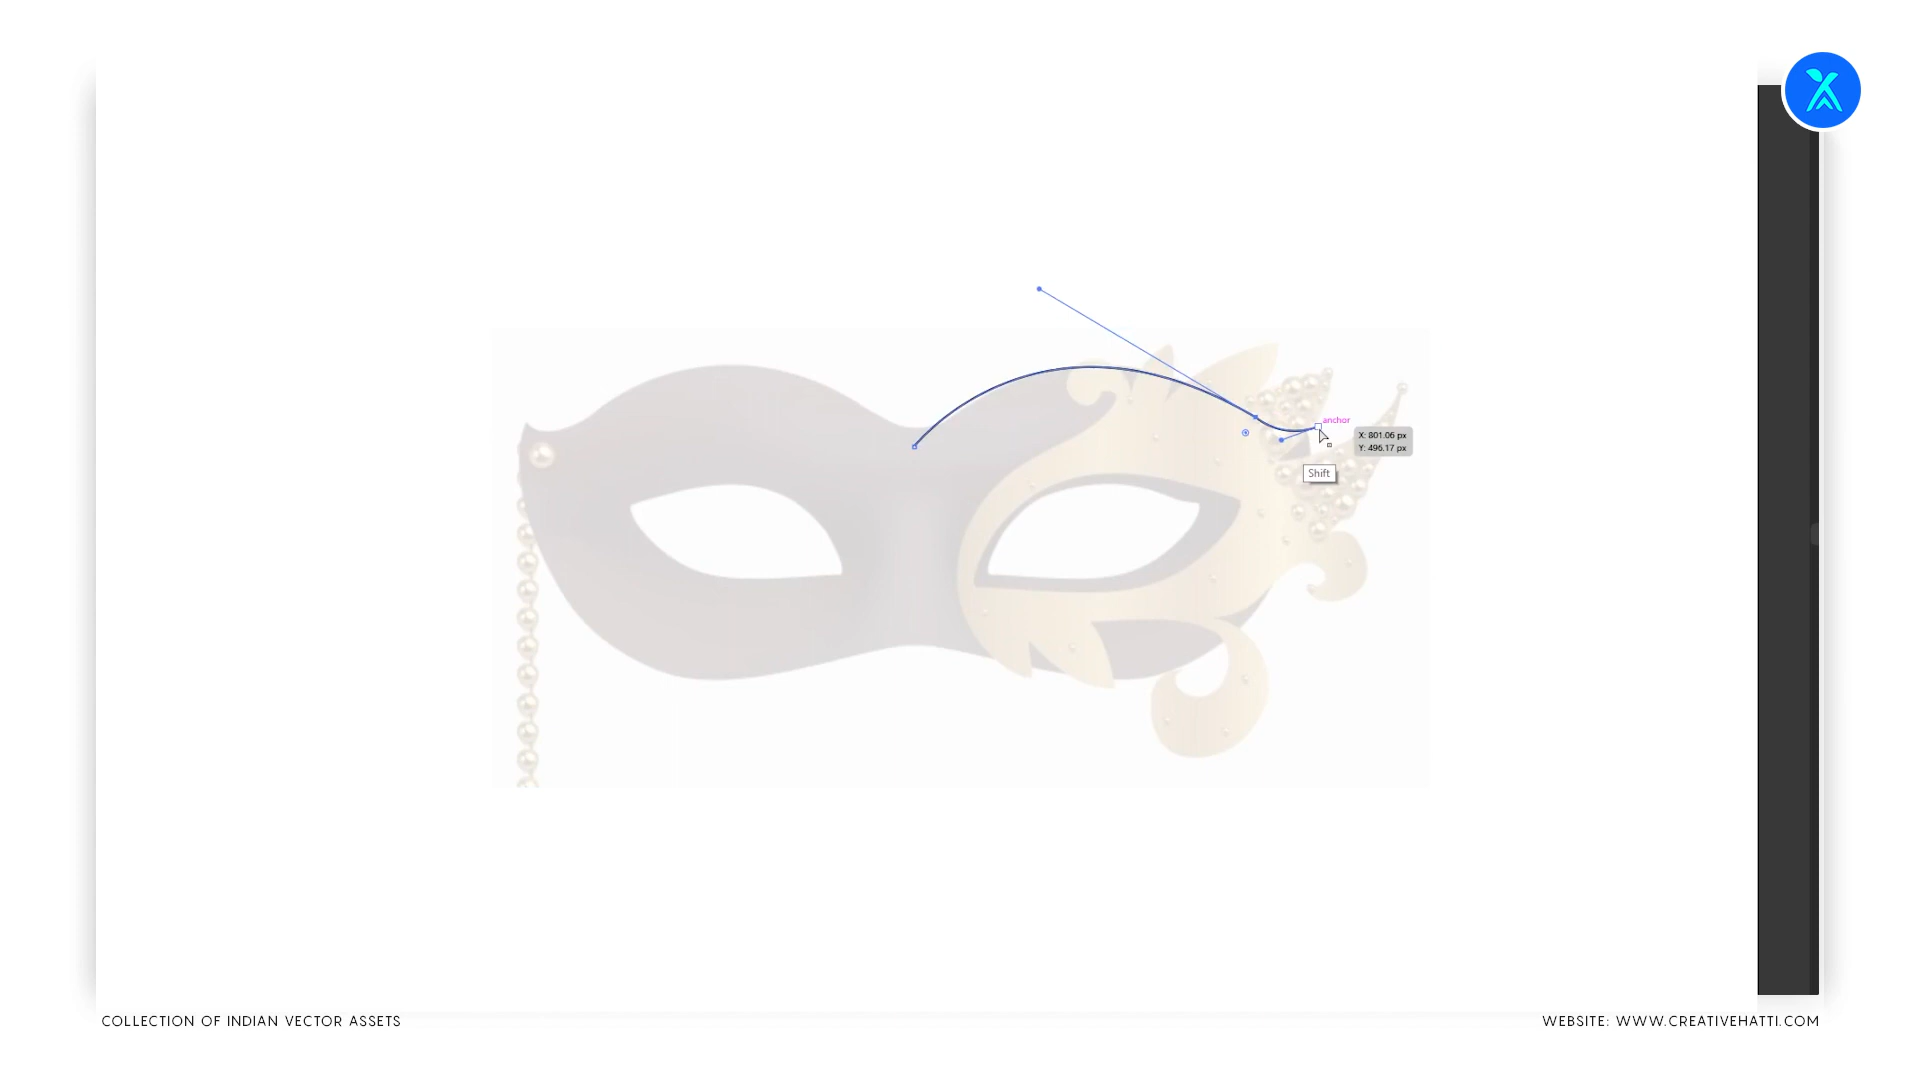 anchor
X: 801.06 px
Y: 496.17 px
Shift
COLLECTION OF INDIAN VECTOR ASSETS
WEBSITE: WWW.CREATIVEHATTI.COM